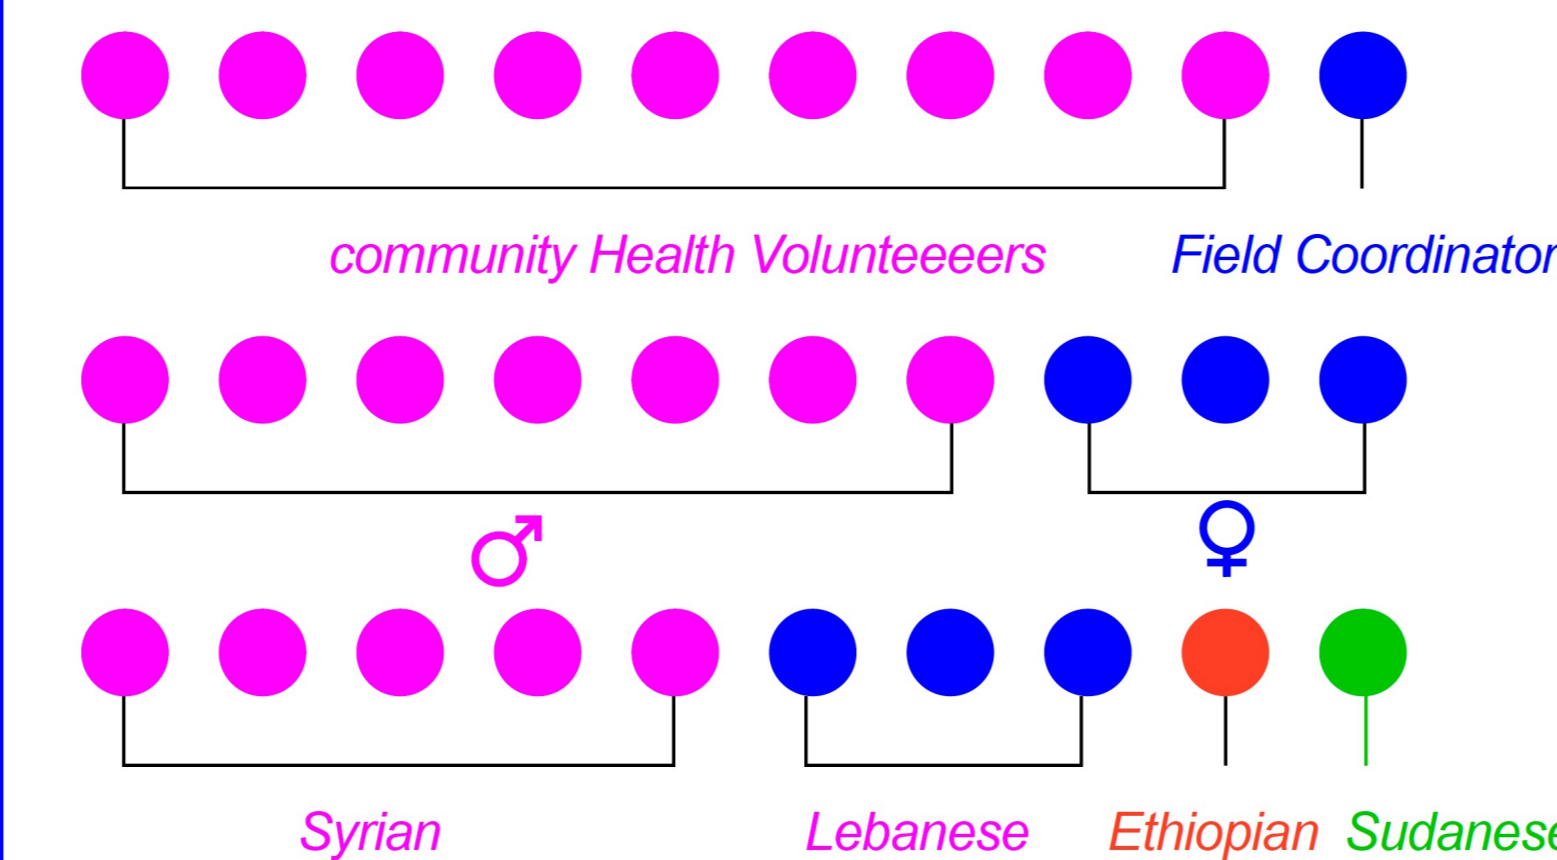 community Health Volunteeeers Field Coordinator
♂ ♀
Syrian Lebanese Ethiopian Sudanese